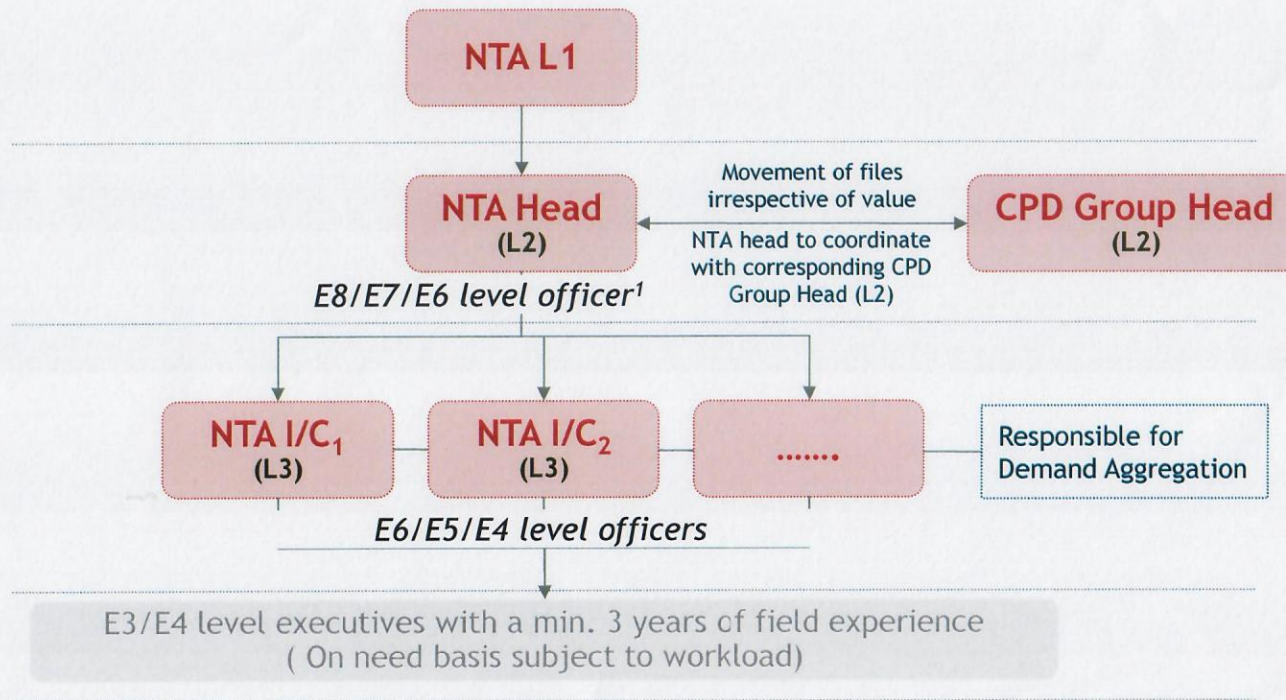 NTA L1
NTA Head
(L2)
Movement of files
irrespective of value
NTA head to coordinate
with corresponding CPD
Group Head (L2)
CPD Group Head
(L2)
E8/E7/E6 level officer¹
NTA I/C₁
(L3)
NTA I/C₂
(L3)
.......
Responsible for
Demand Aggregation
E6/E5/E4 level officers
E3/E4 level executives with a min. 3 years of field experience
( On need basis subject to workload)